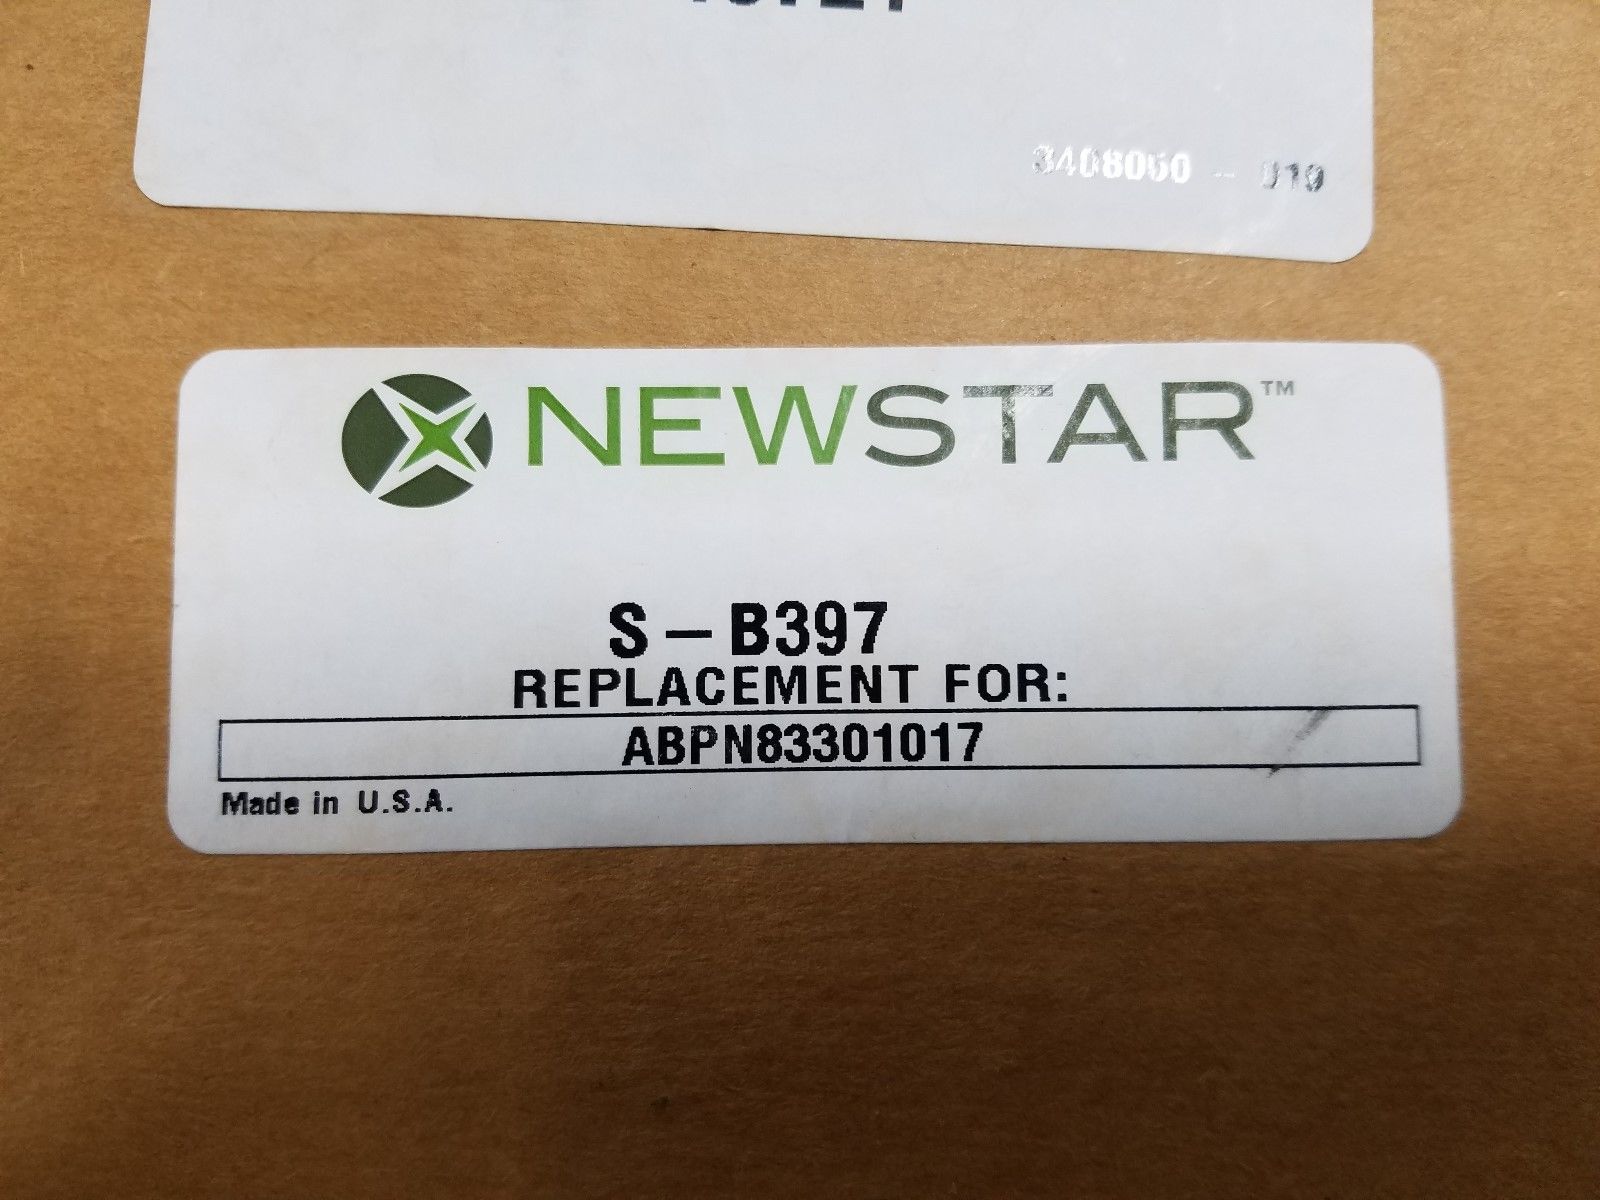 3408060 - 019
NEWSTAR™
S-B397
REPLACEMENT FOR:
ABPN83301017
Made in U.S.A.